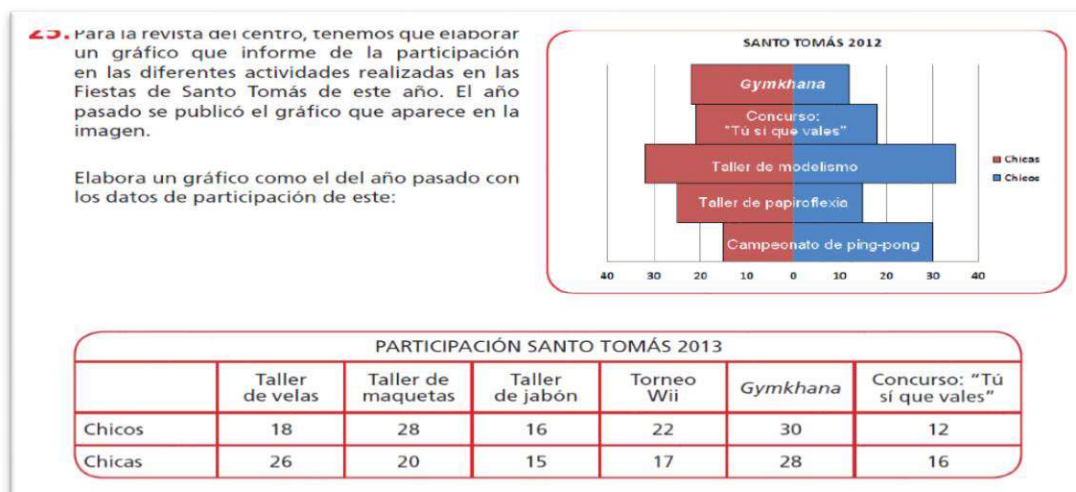 25. Para la revista del centro, tenemos que elaborar
un gráfico que informe de la participación
en las diferentes actividades realizadas en las
Fiestas de Santo Tomás de este año. El año
pasado se publicó el gráfico que aparece en la
imagen.
Elabora un gráfico como el del año pasado con
los datos de participación de este:
SANTO TOMÁS 2012
Gymkhana
Concurso:
"Tú sí que vales"
Taller de modelismo
Taller de papiroflexia
Campeonato de ping-pong
Chicas
Chicos
40 30 20 10 0 10 20 30 40
PARTICIPACIÓN SANTO TOMÁS 2013
Taller de velas Taller de maquetas Taller de jabón Torneo Wii Gymkhana Concurso: "Tú sí que vales"
Chicos 18 28 16 22 30 12
Chicas 26 20 15 17 28 16